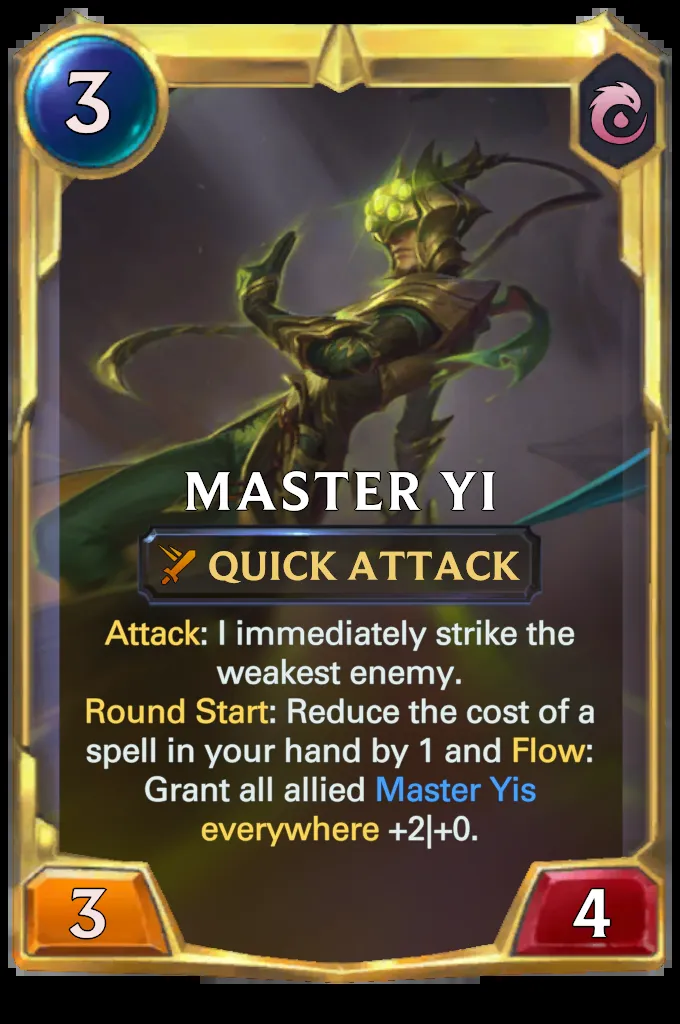 3
MASTER YI
QUICK ATTACK
Attack: I immediately strike the
weakest enemy.
Round Start: Reduce the cost of a
spell in your hand by 1 and Flow:
Grant all allied Master Yis
everywhere +2|+0.
3
4